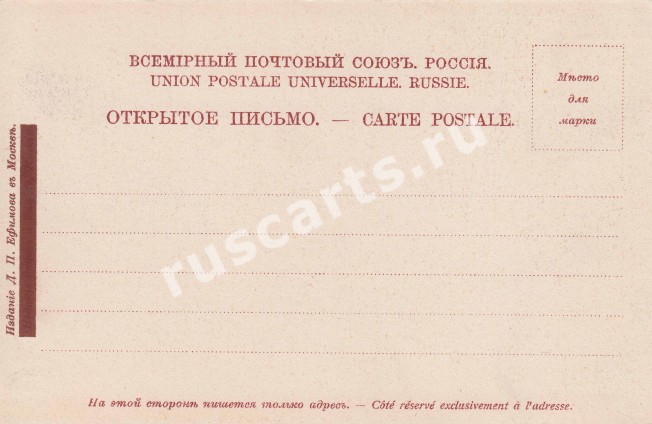 ВСЕМІРНЫЙ ПОЧТОВЫЙ СОЮЗЪ. РОССІЯ.
UNION POSTALE UNIVERSELLE. RUSSIE.
ОТКРЫТОЕ ПИСЬМО. — CARTE POSTALE.
Мѣсто
для
марки
Изданіе Д. П. Ефимова въ Москвѣ.
ruscarts.ru
На этой сторонѣ пишется только адресъ. — Côté réservé exclusivement à l'adresse.